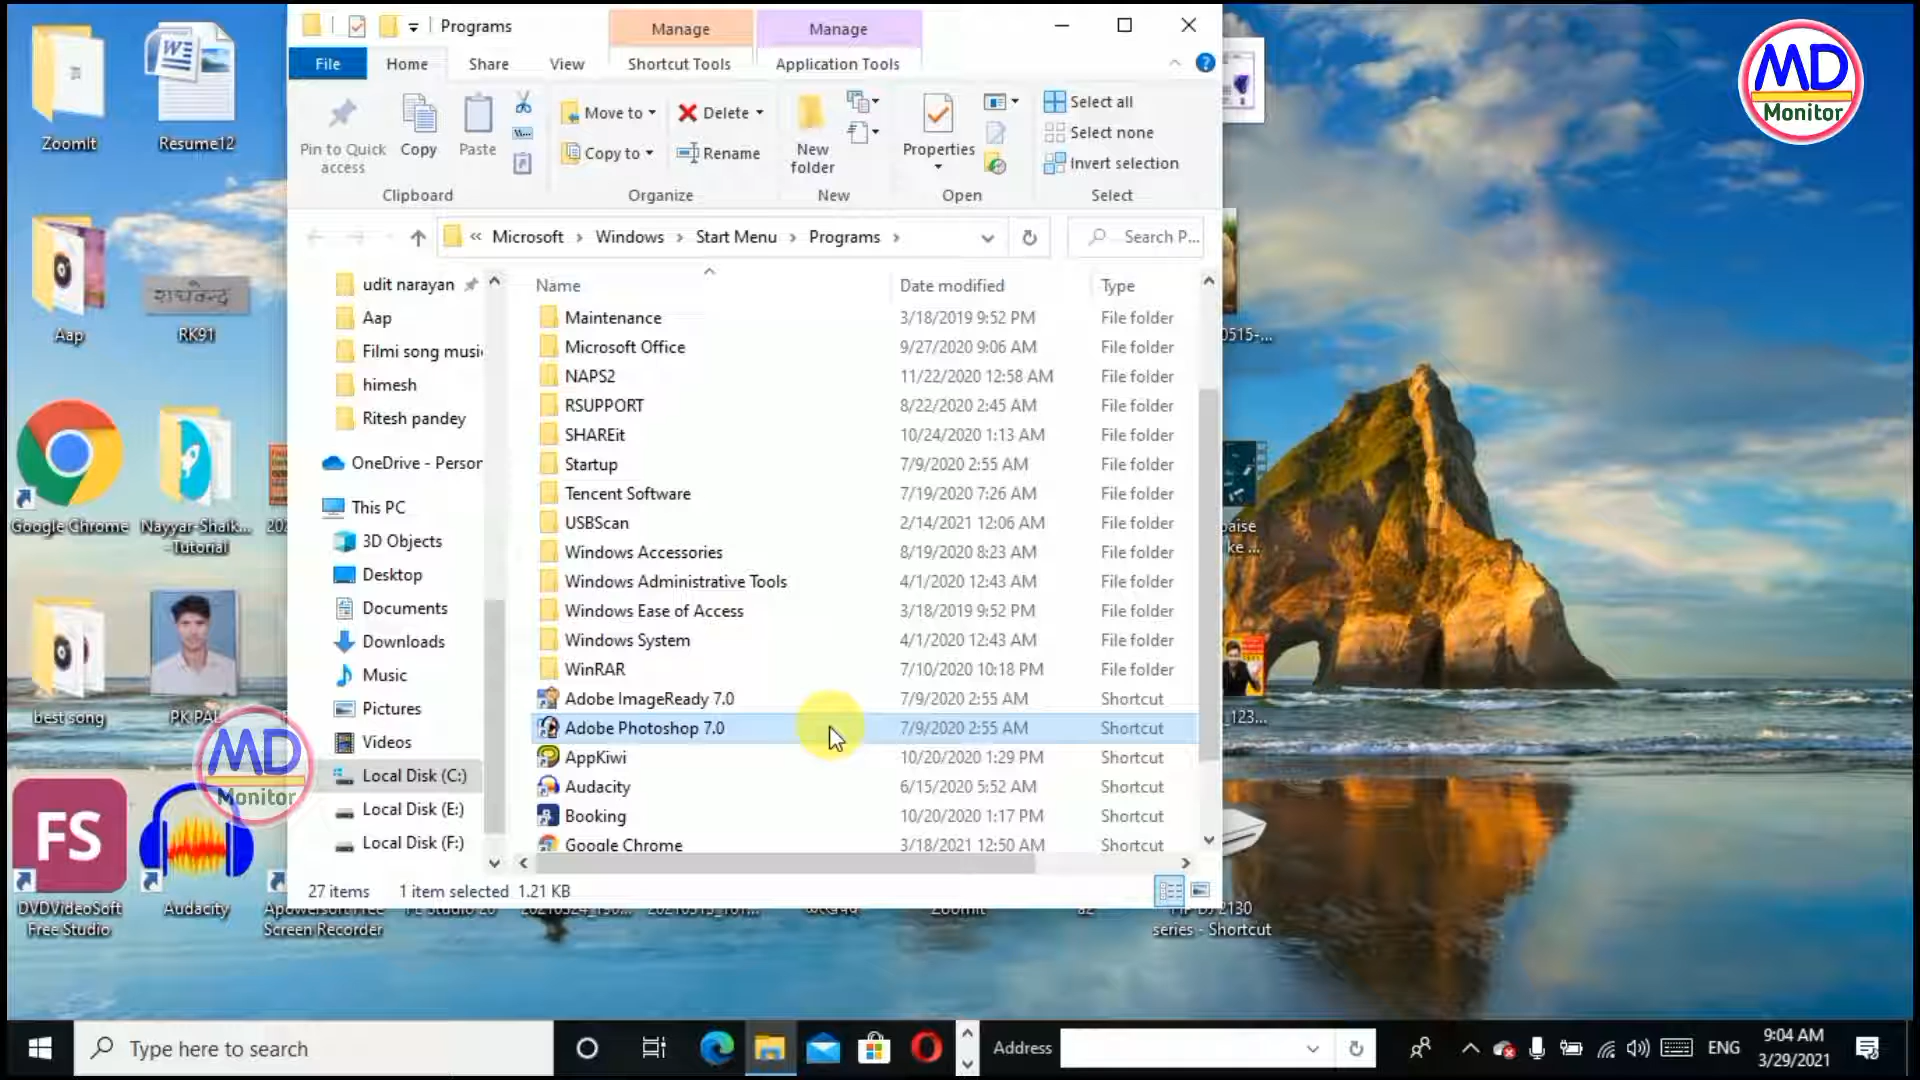 Programs
Manage
Manage
File
Home
Share
View
Shortcut Tools
Application Tools
Pin to Quick
access
Copy
Paste
Move to
Copy to
Delete
Rename
New
folder
Properties
Select all
Select none
Invert selection
Clipboard
Organize
New
Open
Select
« Microsoft > Windows > Start Menu > Programs >
Search P...
udit narayan
Aap
Filmi song musi
himesh
Ritesh pandey
OneDrive - Person
This PC
3D Objects
Desktop
Documents
Downloads
Music
Pictures
Videos
Local Disk (C:)
Local Disk (E:)
Local Disk (F:)
Name Date modified Type
Maintenance 3/18/2019 9:52 PM File folder
Microsoft Office 9/27/2020 9:06 AM File folder
NAPS2 11/22/2020 12:58 AM File folder
RSUPPORT 8/22/2020 2:45 AM File folder
SHAREit 10/24/2020 1:13 AM File folder
Startup 7/9/2020 2:55 AM File folder
Tencent Software 7/19/2020 7:26 AM File folder
USBScan 2/14/2021 12:06 AM File folder
Windows Accessories 8/19/2020 8:23 AM File folder
Windows Administrative Tools 4/1/2020 12:43 AM File folder
Windows Ease of Access 3/18/2019 9:52 PM File folder
Windows System 4/1/2020 12:43 AM File folder
WinRAR 7/10/2020 10:18 PM File folder
Adobe ImageReady 7.0 7/9/2020 2:55 AM Shortcut
Adobe Photoshop 7.0 7/9/2020 2:55 AM Shortcut
AppKiwi 10/20/2020 1:29 PM Shortcut
Audacity 6/15/2020 5:52 AM Shortcut
Booking 10/20/2020 1:17 PM Shortcut
Google Chrome 3/18/2021 12:50 AM Shortcut
27 items 1 item selected 1.21 KB
ZoomIt
Resume12
Aap
RK91
Google Chrome
Nayyar-Shaik...
- Tutorial
best song
PK PAL
MD
Monitor
FS
DVDVideoSoft
Free Studio
Audacity
Apowersoft Free
Screen Recorder
ZoomIt
series - Shortcut
MD
Monitor
Type here to search
Address
ENG
9:04 AM
3/29/2021